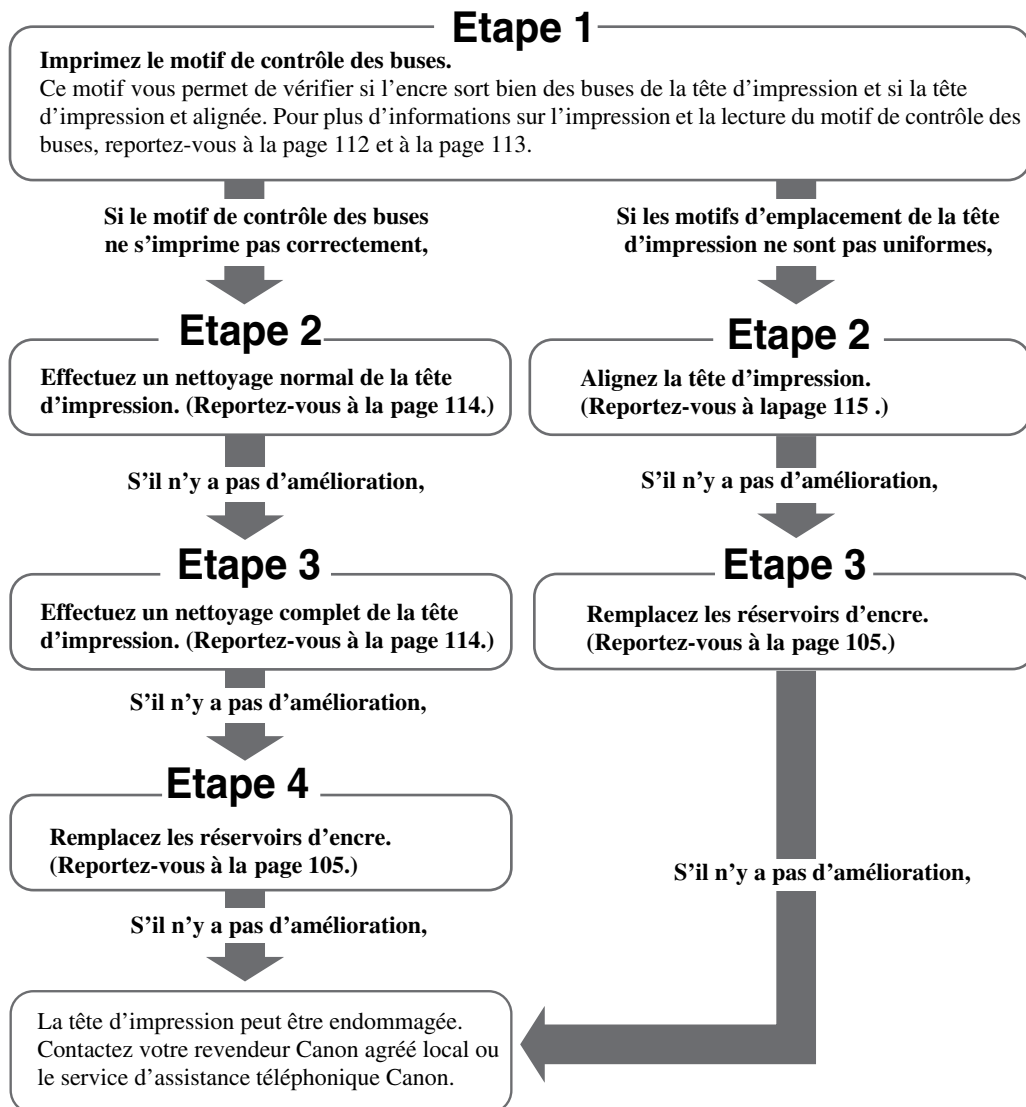 Etape 1
Imprimez le motif de contrôle des buses.
Ce motif vous permet de vérifier si l’encre sort bien des buses de la tête d’impression et si la tête
d’impression et alignée. Pour plus d’informations sur l’impression et la lecture du motif de contrôle des
buses, reportez-vous à la page 112 et à la page 113.
Si le motif de contrôle des buses
ne s’imprime pas correctement,
Etape 2
Effectuez un nettoyage normal de la tête
d’impression. (Reportez-vous à la page 114.)
S’il n’y a pas d’amélioration,
Etape 3
Effectuez un nettoyage complet de la tête
d’impression. (Reportez-vous à la page 114.)
S’il n’y a pas d’amélioration,
Etape 4
Remplacez les réservoirs d’encre.
(Reportez-vous à la page 105.)
S’il n’y a pas d’amélioration,
Si les motifs d’emplacement de la tête
d’impression ne sont pas uniformes,
Etape 2
Alignez la tête d’impression.
(Reportez-vous à lapage 115 .)
S’il n’y a pas d’amélioration,
Etape 3
Remplacez les réservoirs d’encre.
(Reportez-vous à la page 105.)
S’il n’y a pas d’amélioration,
La tête d’impression peut être endommagée.
Contactez votre revendeur Canon agréé local ou
le service d’assistance téléphonique Canon.